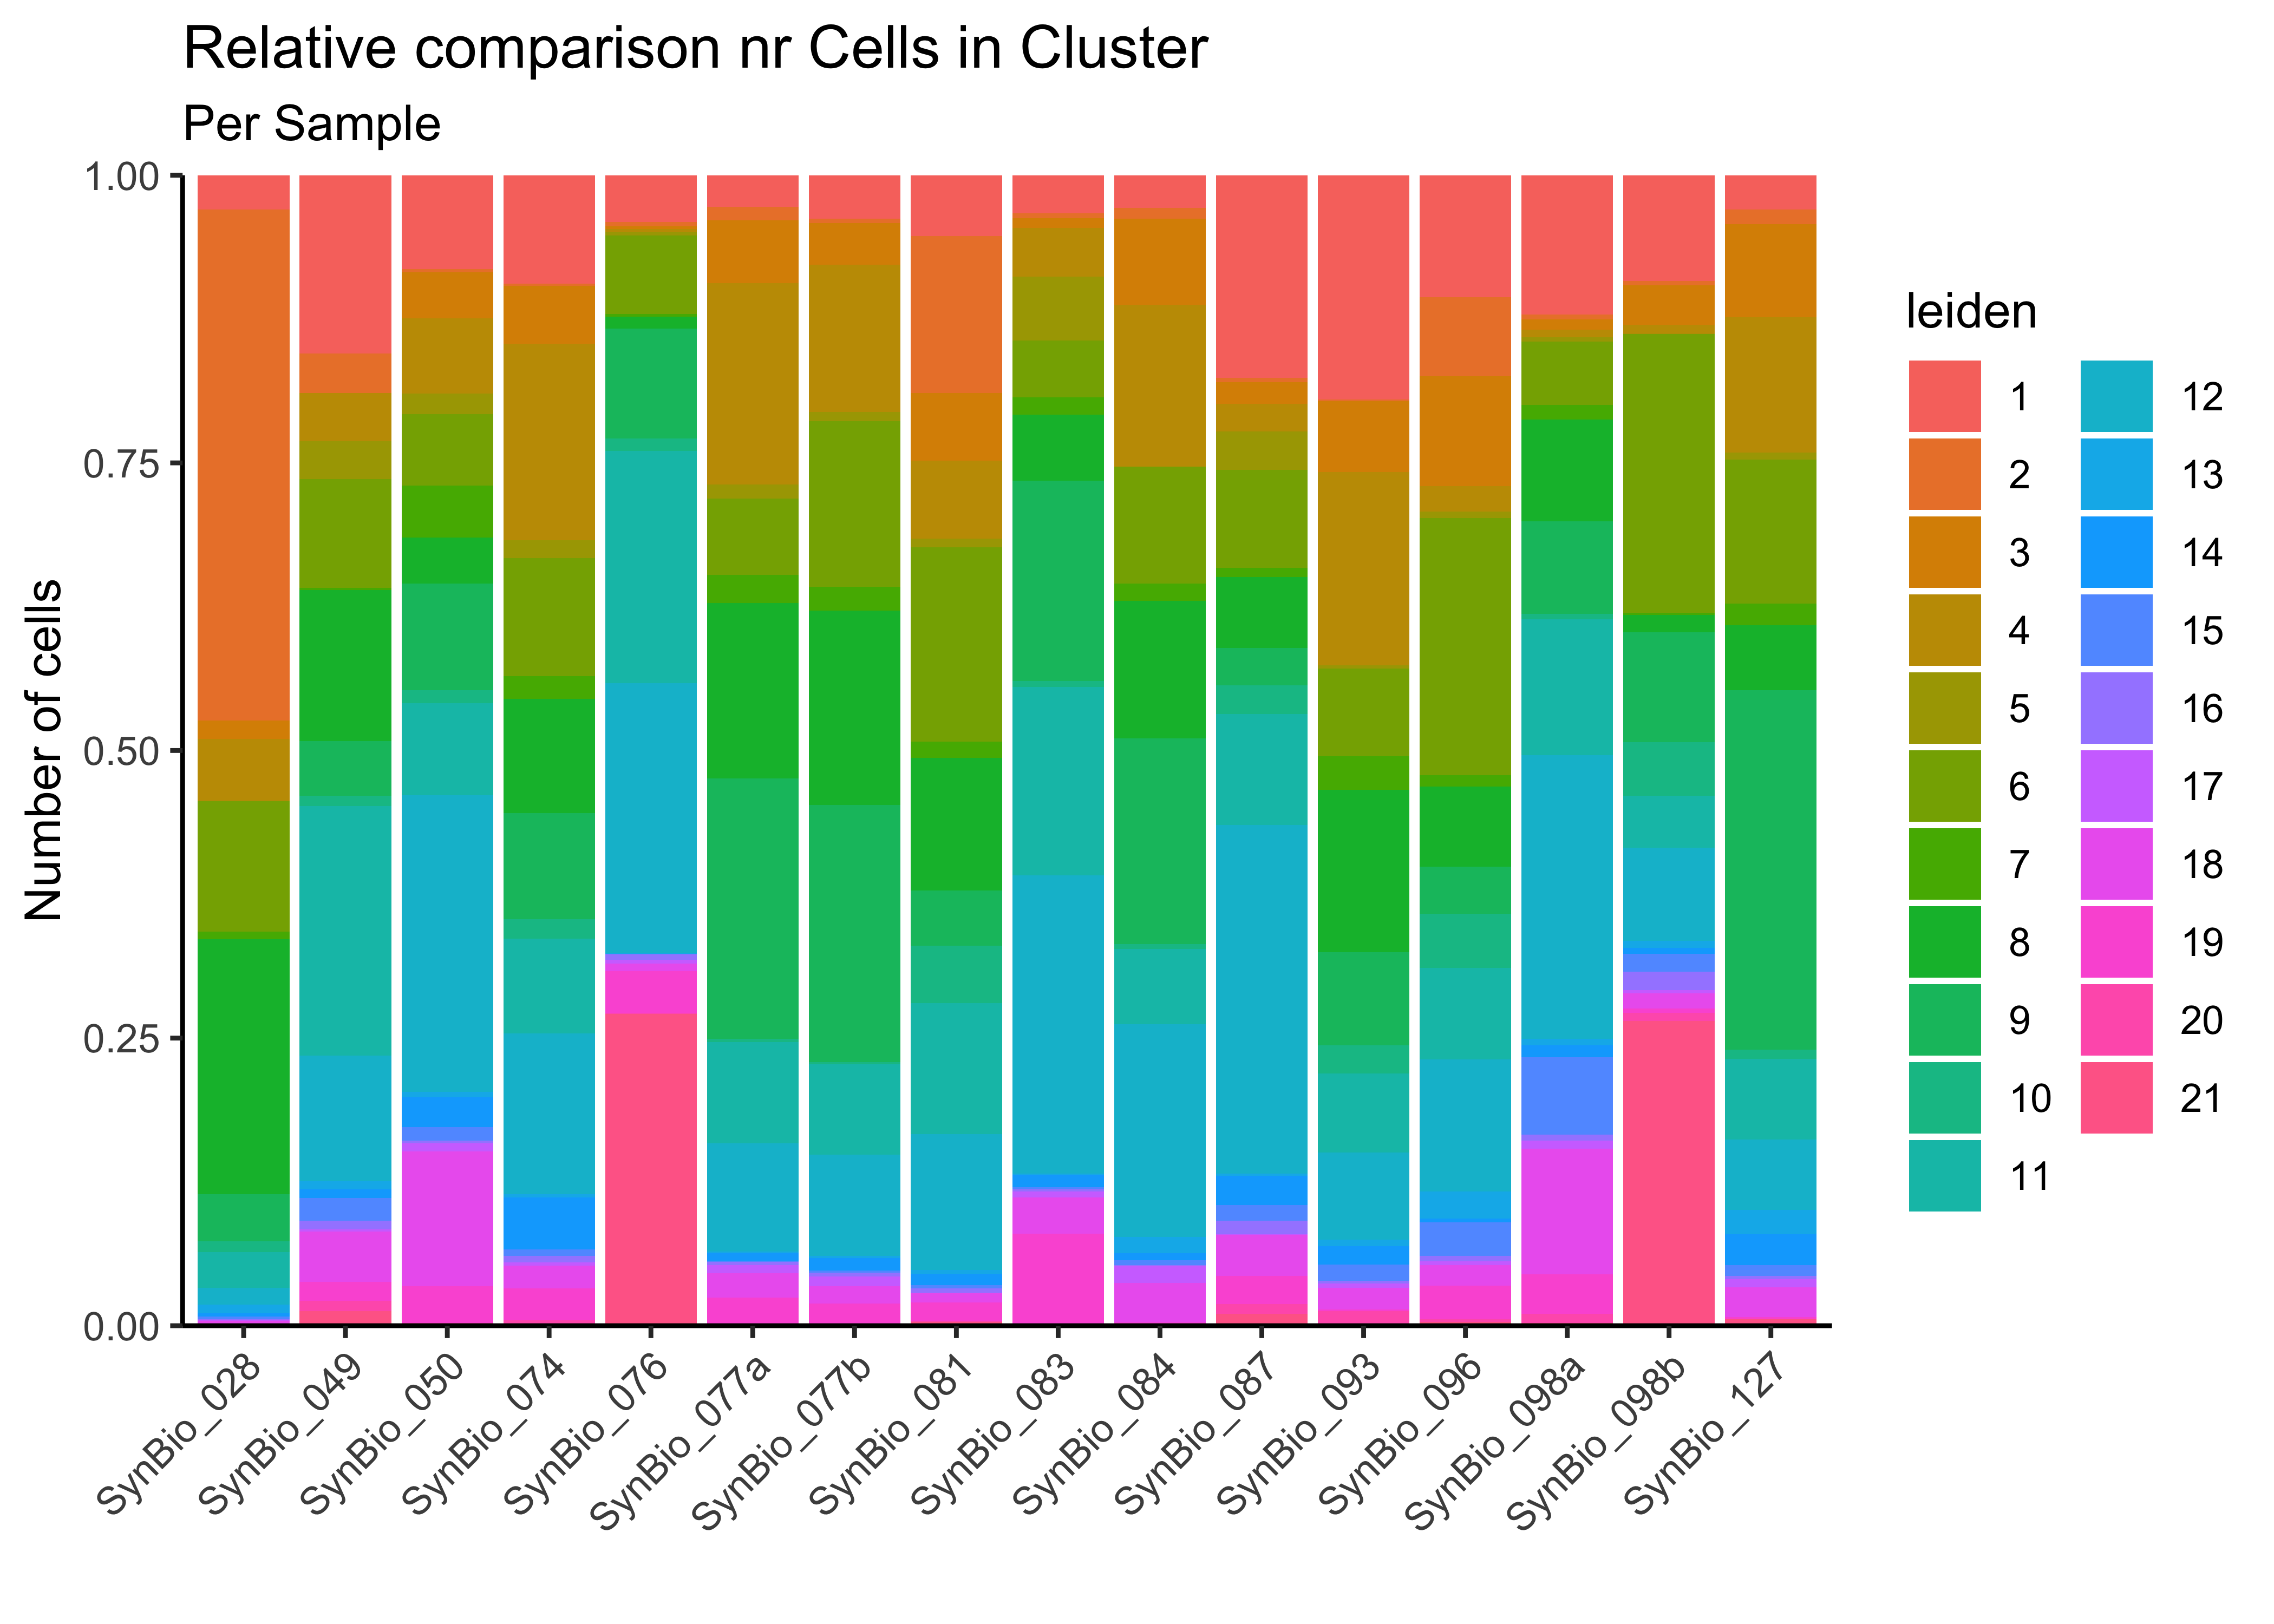 Relative comparison nr Cells in Cluster
Per Sample
Number of cells
1.00
0.75
0.50
0.25
0.00
SynBio_028
SynBio_049
SynBio_050
SynBio_074
SynBio_076
SynBio_077a
SynBio_077b
SynBio_081
SynBio_083
SynBio_084
SynBio_087
SynBio_093
SynBio_096
SynBio_098a
SynBio_098b
SynBio_127
leiden
1
2
3
4
5
6
7
8
9
10
11
12
13
14
15
16
17
18
19
20
21